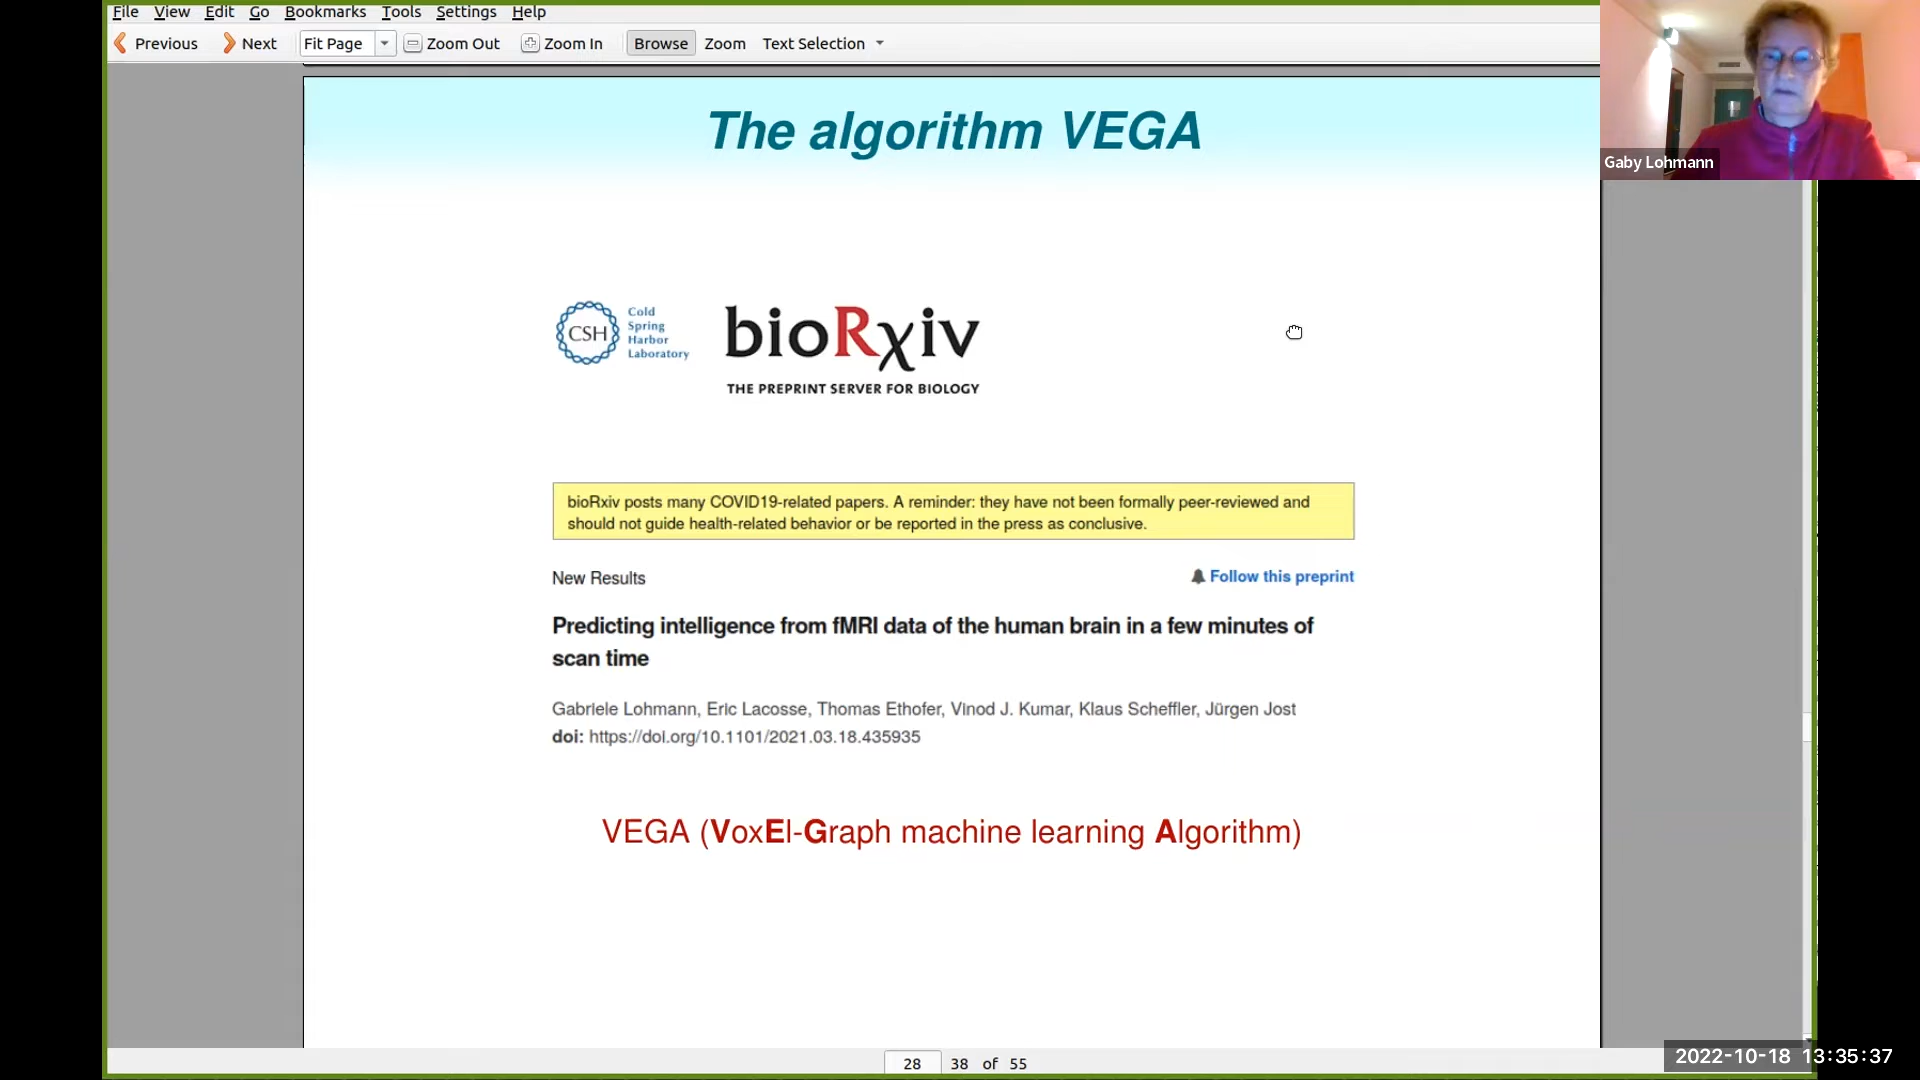 File View Edit Go Bookmarks Tools Settings Help
Previous Next Fit Page Zoom Out Zoom In Browse Zoom Text Selection
Gaby Lohmann
The algorithm VEGA
CSH
Cold
Spring
Harbor
Laboratory
bioRxiv
THE PREPRINT SERVER FOR BIOLOGY
bioRxiv posts many COVID19-related papers. A reminder: they have not been formally peer-reviewed and
should not guide health-related behavior or be reported in the press as conclusive.
New Results
Follow this preprint
Predicting intelligence from fMRI data of the human brain in a few minutes of
scan time
Gabriele Lohmann, Eric Lacosse, Thomas Ethofer, Vinod J. Kumar, Klaus Scheffler, Jürgen Jost
doi: https://doi.org/10.1101/2021.03.18.435935
VEGA (VoxEl-Graph machine learning Algorithm)
28 38 of 55
2022-10-18 13:35:37